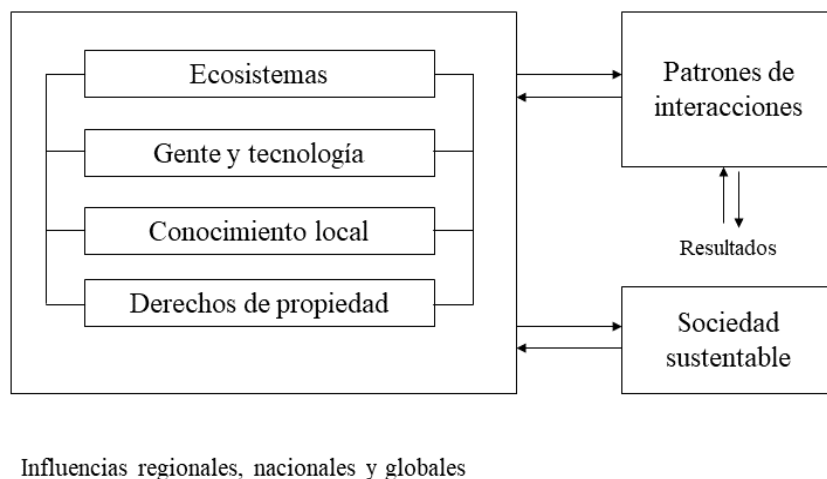 Ecosistemas
Gente y tecnología
Conocimiento local
Derechos de propiedad
Patrones de
interacciones
Resultados
Sociedad
sustentable
Influencias regionales, nacionales y globales